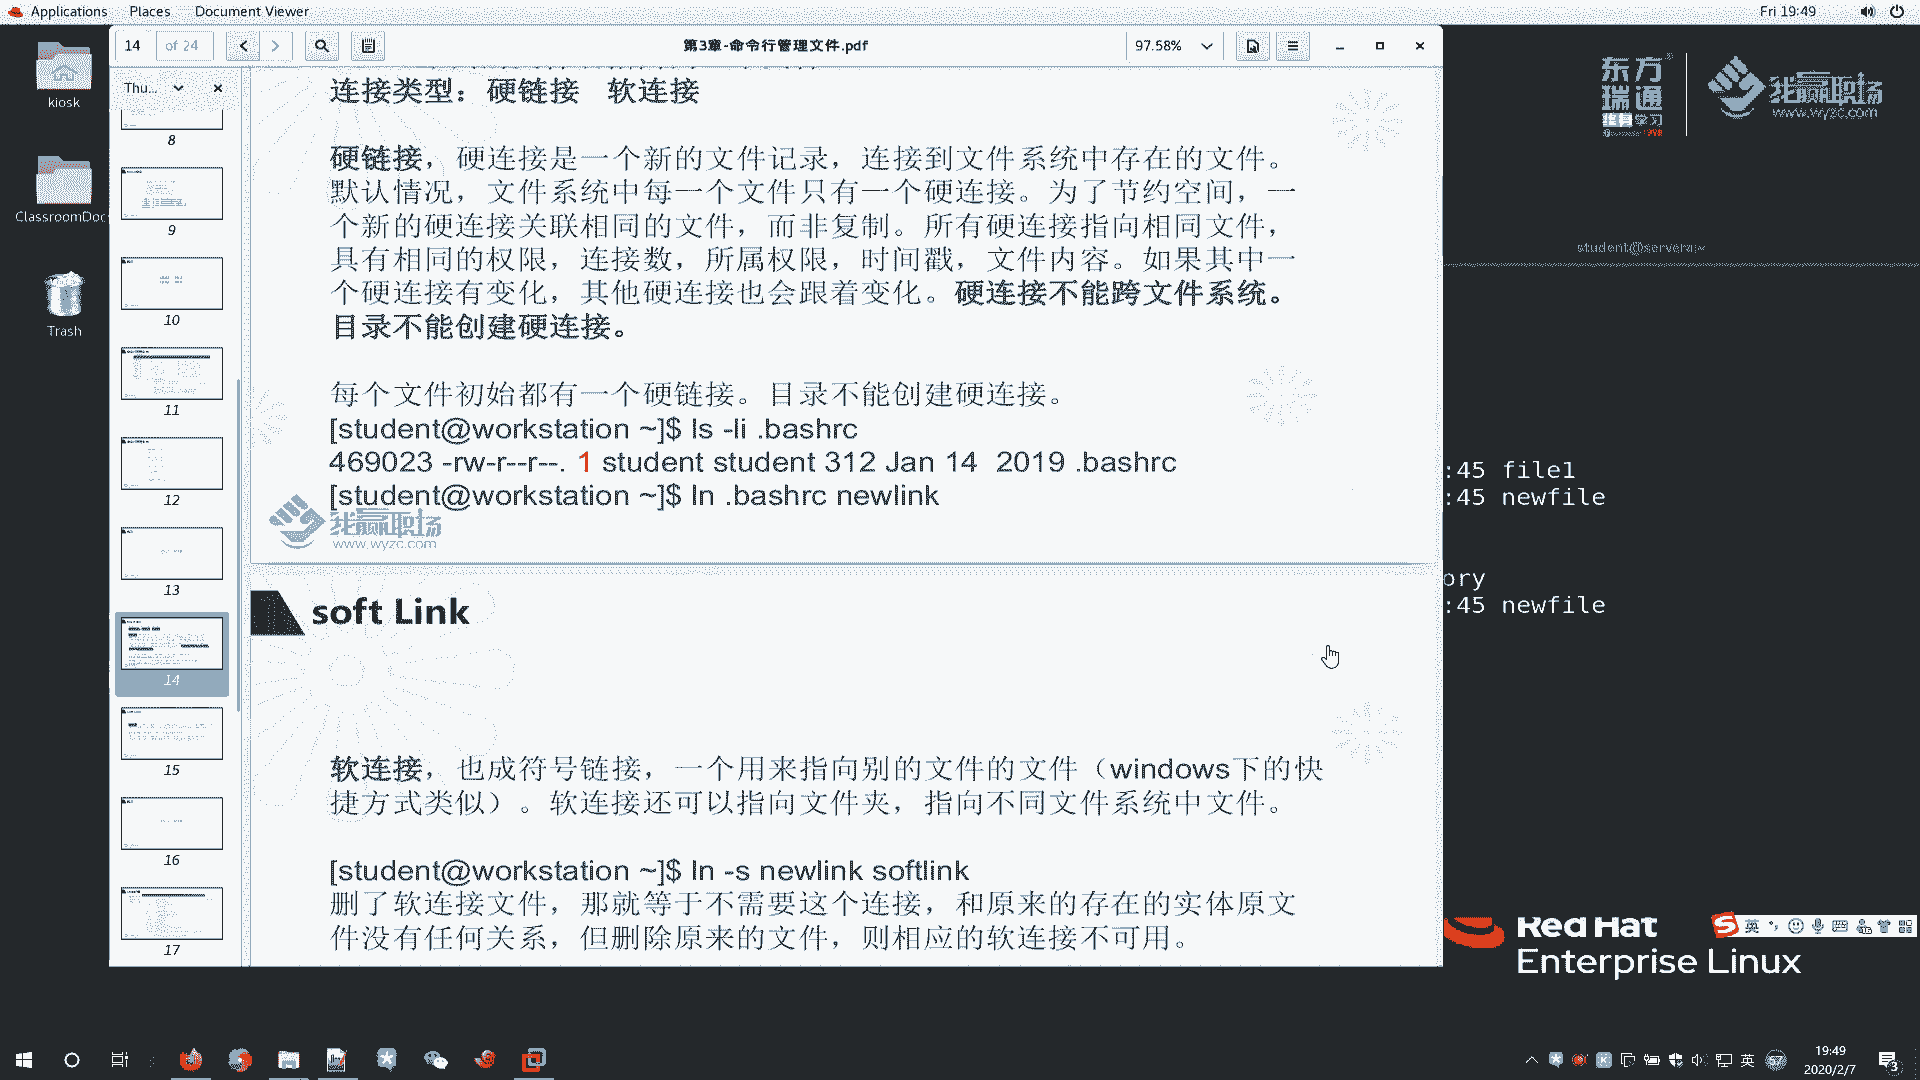 Applications Places Document Viewer Fri 19:49
14 of 24 第3章-命令行管理文件.pdf 97.58%
kiosk
ClassroomDoc
Trash
Thu...
8
9
10
11
12
13
14
15
16
17
连接类型：硬链接 软连接
硬链接，硬连接是一个新的文件记录，连接到文件系统中存在的文件。
默认情况，文件系统中每一个文件只有一个硬连接。为了节约空间，一
个新的硬连接关联相同的文件，而非复制。所有硬连接指向相同文件，
具有相同的权限，连接数，所属权限，时间戳，文件内容。如果其中一
个硬连接有变化，其他硬连接也会跟着变化。硬连接不能跨文件系统。
目录不能创建硬连接。
每个文件初始都有一个硬链接。目录不能创建硬连接。
[student@workstation ~]$ ls -li .bashrc
469023 -rw-r--r--. 1 student student 312 Jan 14 2019 .bashrc
[student@workstation ~]$ ln .bashrc newlink
我赢职场
www.wyzc.com
soft Link
软连接，也成符号链接，一个用来指向别的文件的文件（windows下的快
捷方式类似）。软连接还可以指向文件夹，指向不同文件系统中文件。
[student@workstation ~]$ ln -s newlink softlink
删了软连接文件，那就等于不需要这个连接，和原来的存在的实体原文
件没有任何关系，但删除原来的文件，则相应的软连接不可用。
东方
瑞通
终身学习
我赢职场
www.wyzc.com
student@servera:~
:45 file1
:45 newfile
ory
:45 newfile
Red Hat
Enterprise Linux
英
英 57 19:49
2020/2/7
3